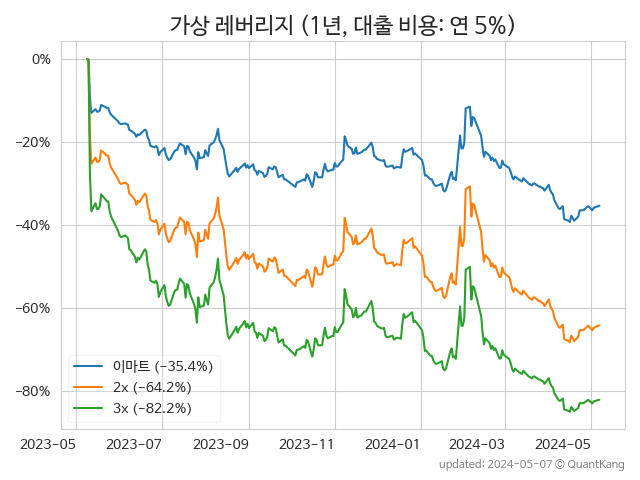 가상 레버리지 (1년, 대출 비용: 연 5%)
0%
−20%
−40%
−60%
−80%
이마트 (−35.4%)
2x (−64.2%)
3x (−82.2%)
2023-05 2023-07 2023-09 2023-11 2024-01 2024-03 2024-05
updated: 2024-05-07 © QuantKang